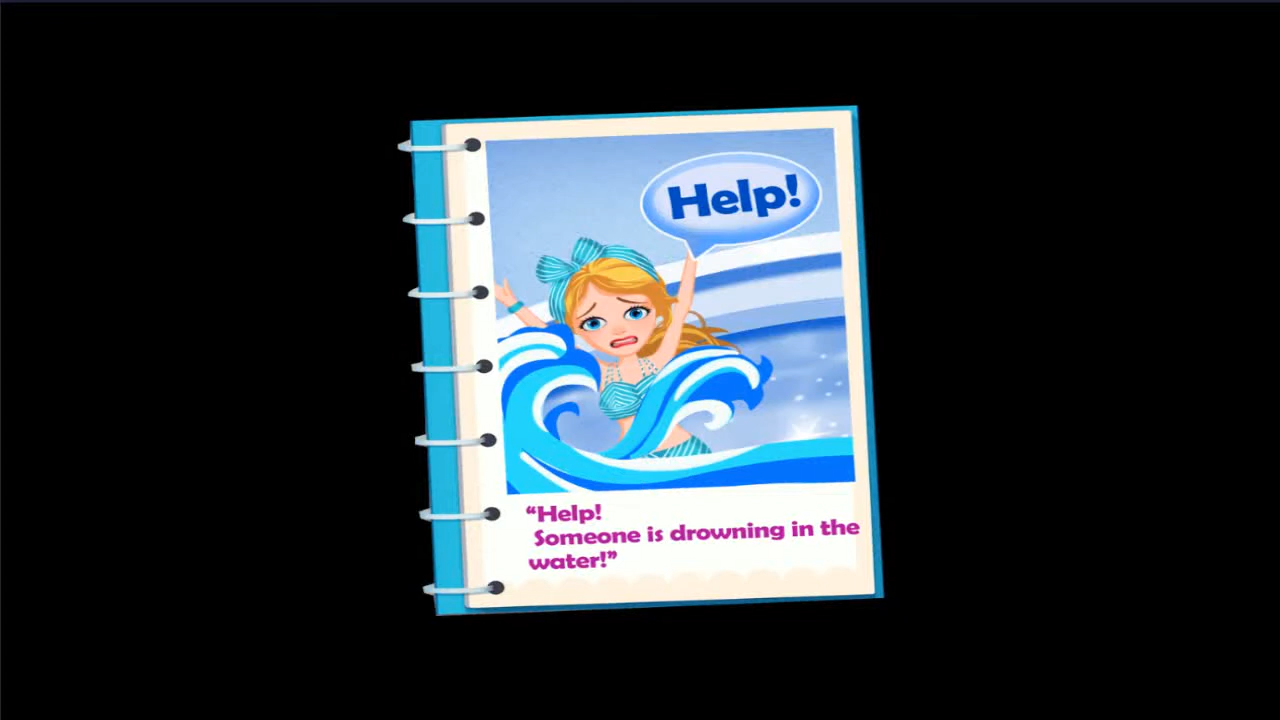 Help!
“Help!
Someone is drowning in the
water!”